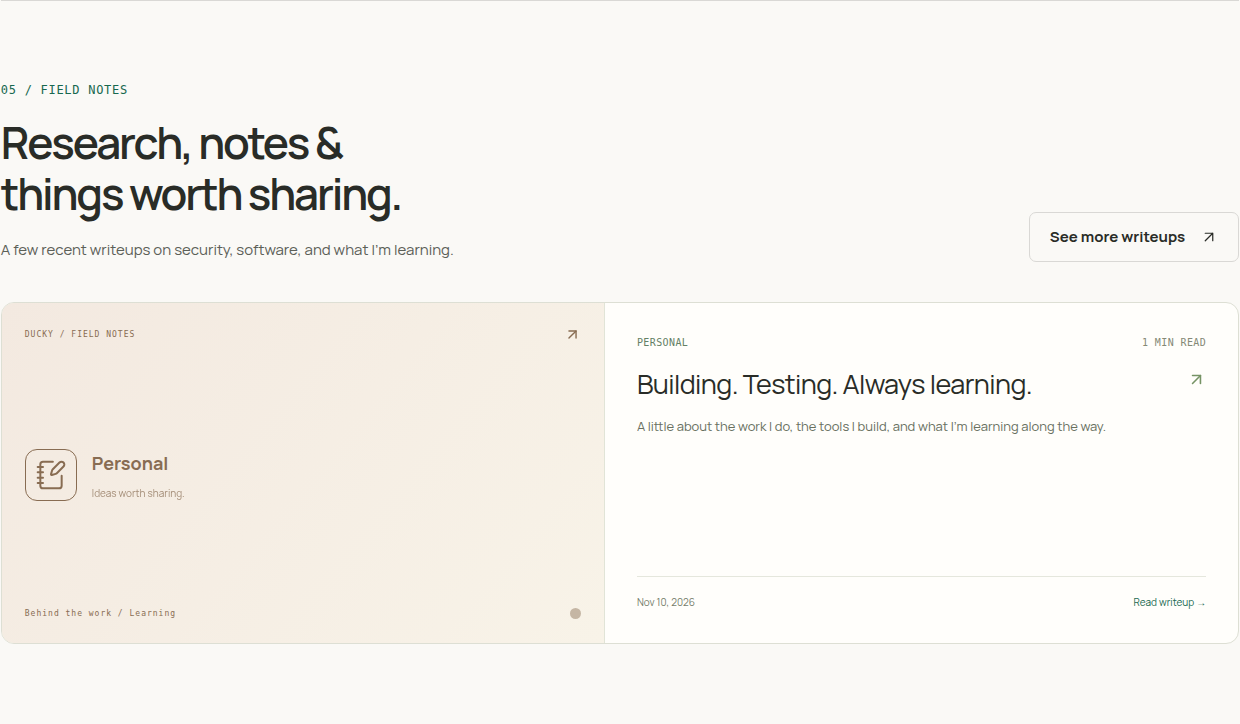 05 / FIELD NOTES
Research, notes &
things worth sharing.
A few recent writeups on security, software, and what I'm learning.
See more writeups
DUCKY / FIELD NOTES
Personal
Ideas worth sharing.
Behind the work / Learning
PERSONAL
1 MIN READ
Building. Testing. Always learning.
A little about the work I do, the tools I build, and what I'm learning along the way.
Nov 10, 2026
Read writeup →